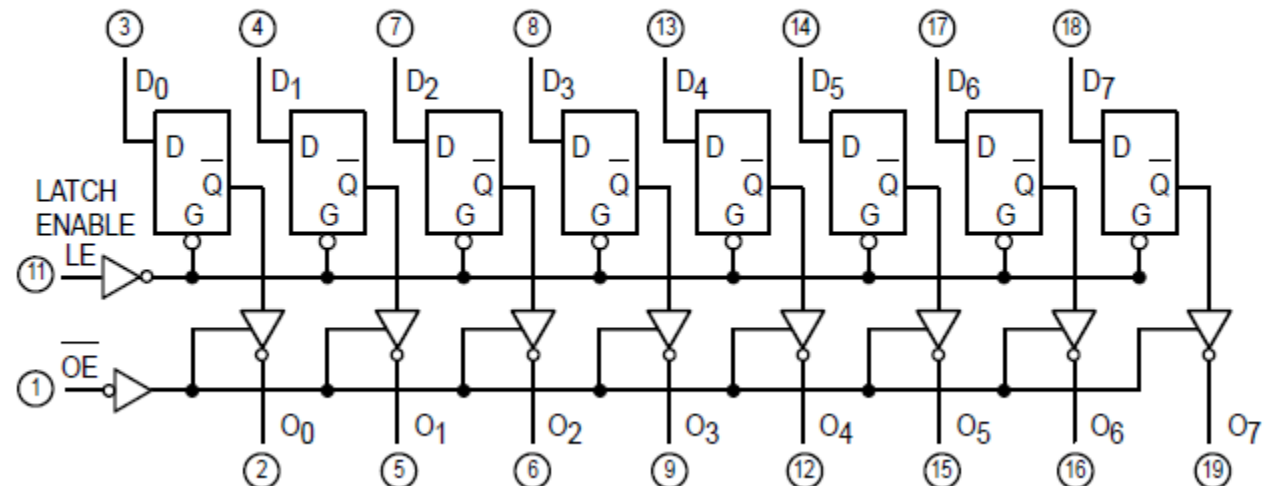 3 4 7 8 13 14 17 18
D0 D1 D2 D3 D4 D5 D6 D7
D D D D D D D D
Q̅ Q̅ Q̅ Q̅ Q̅ Q̅ Q̅ Q̅
LATCH
G G G G G G G G
ENABLE
11 LE
1 O̅E̅
O0 O1 O2 O3 O4 O5 O6 O7
2 5 6 9 12 15 16 19